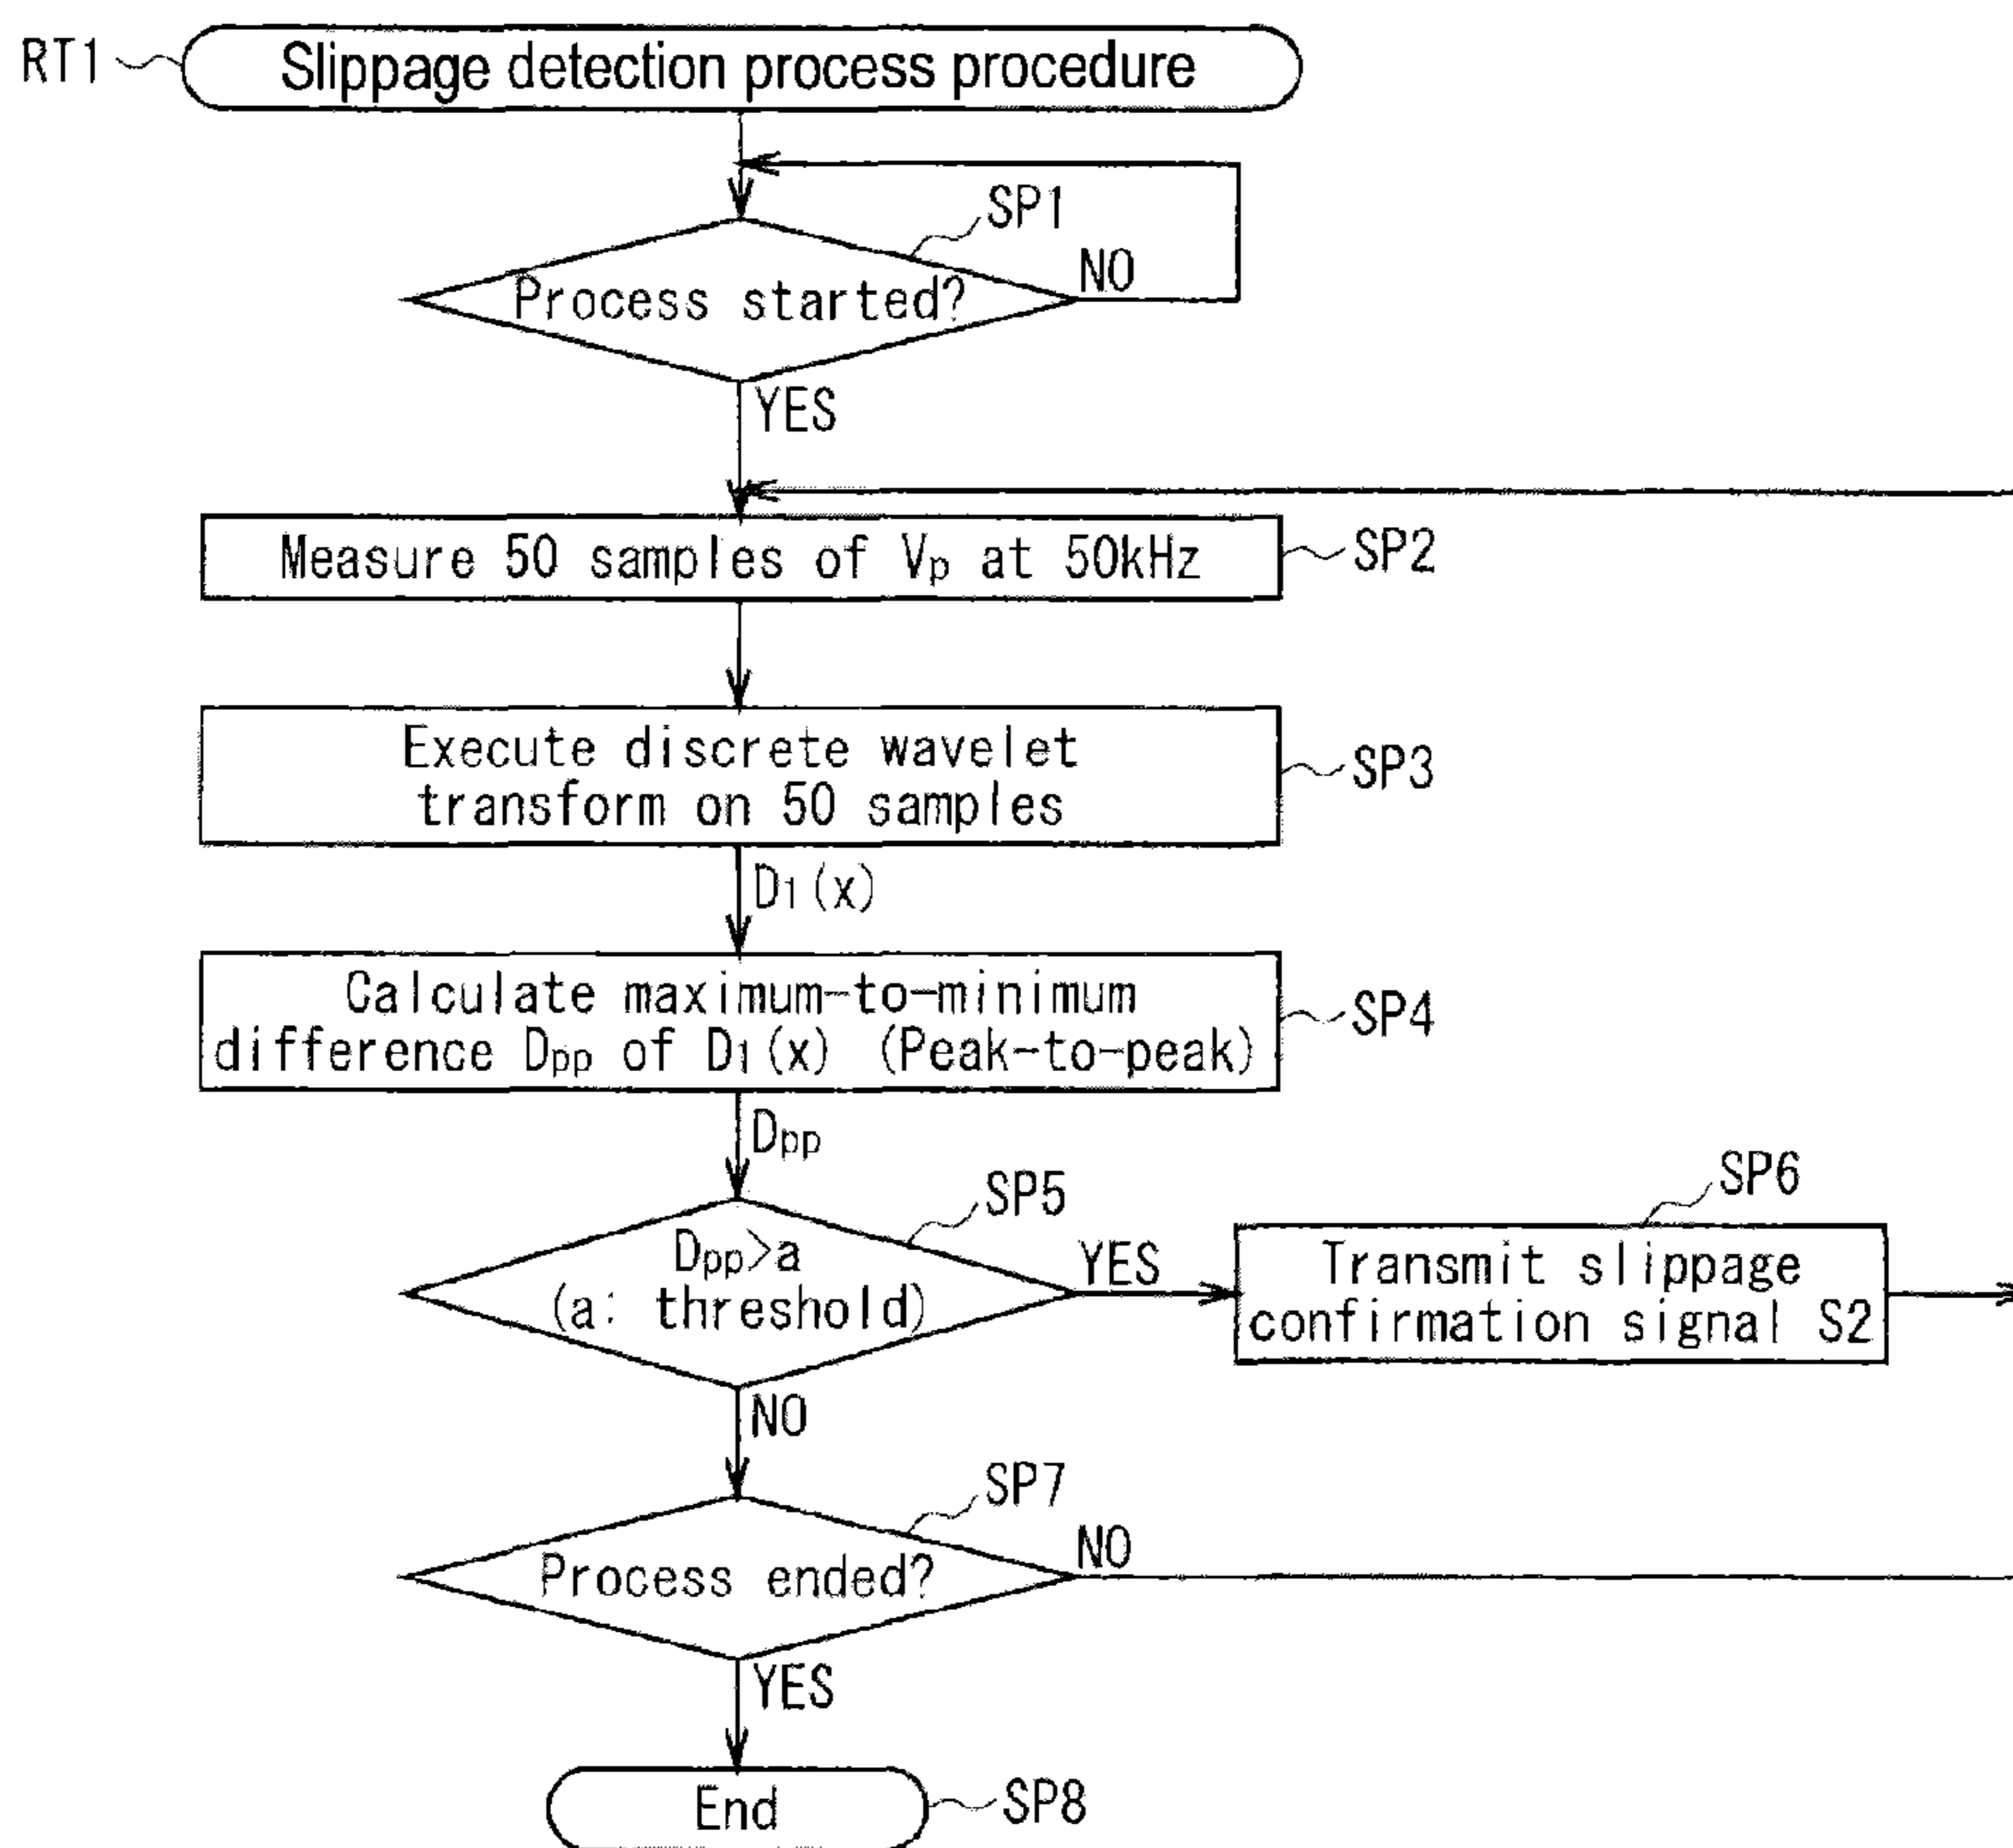 RT1
Slippage detection process procedure
SP1
Process started?
NO
YES
Measure 50 samples of Vp at 50kHz
SP2
Execute discrete wavelet
transform on 50 samples
SP3
D1(x)
Calculate maximum-to-minimum
difference Dpp of D1(x) (Peak-to-peak)
SP4
Dpp
SP5
Dpp>a
(a: threshold)
YES
SP6
Transmit slippage
confirmation signal S2
NO
SP7
Process ended?
NO
YES
End
SP8